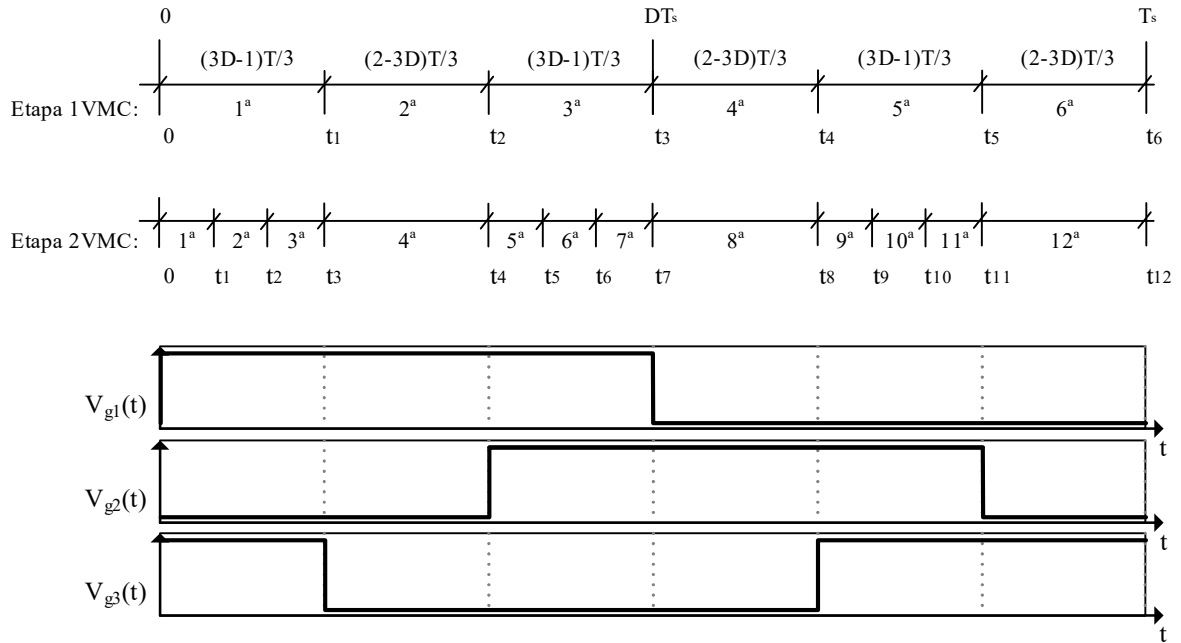 0 DTs Ts
(3D-1)T/3 (2-3D)T/3 (3D-1)T/3 (2-3D)T/3 (3D-1)T/3 (2-3D)T/3
Etapa 1VMC: 1ª 2ª 3ª 4ª 5ª 6ª
0 t1 t2 t3 t4 t5 t6
Etapa 2VMC: 1ª 2ª 3ª 4ª 5ª 6ª 7ª 8ª 9ª 10ª 11ª 12ª
0 t1 t2 t3 t4 t5 t6 t7 t8 t9 t10 t11 t12
Vg1(t)
t
Vg2(t)
t
Vg3(t)
t